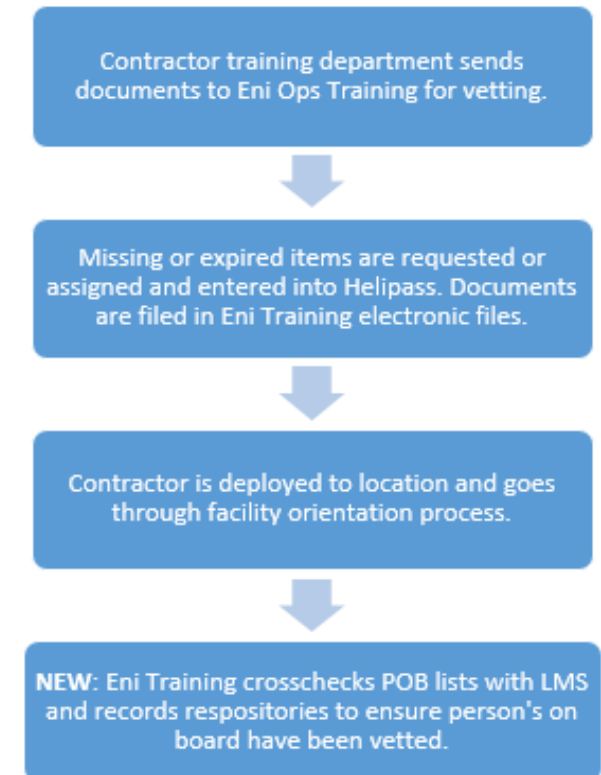 Contractor training department sends
documents to Eni Ops Training for vetting.
Missing or expired items are requested or
assigned and entered into Helipass. Documents
are filed in Eni Training electronic files.
Contractor is deployed to location and goes
through facility orientation process.
NEW: Eni Training crosschecks POB lists with LMS
and records respositories to ensure person's on
board have been vetted.